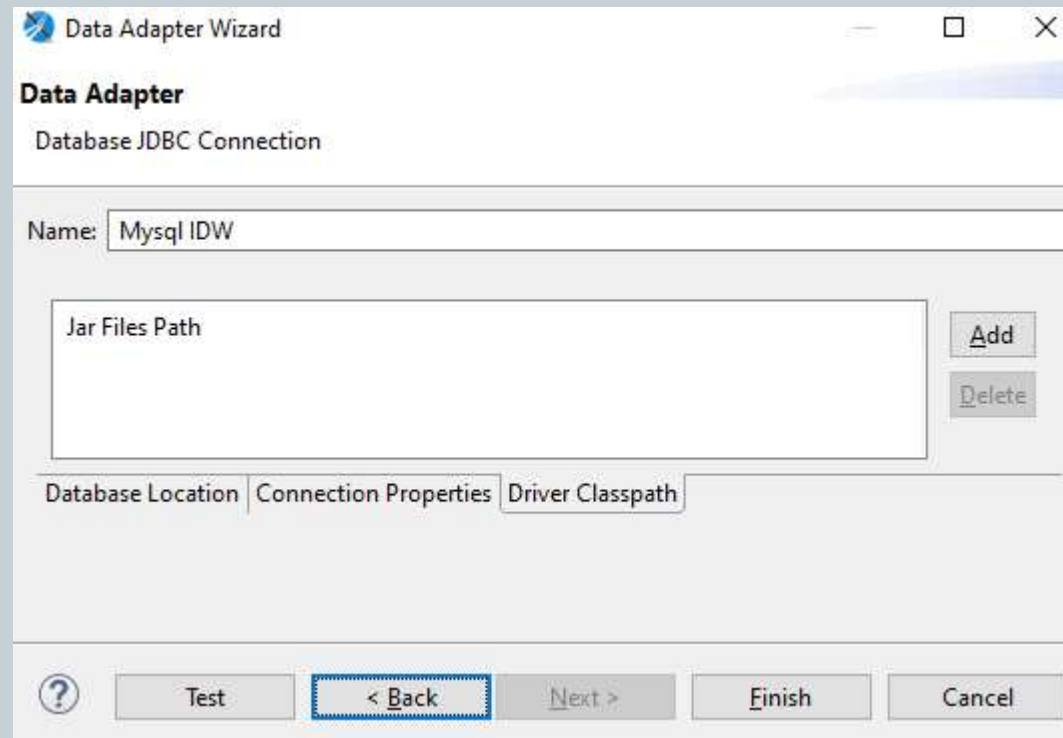 Data Adapter Wizard
Data Adapter
Database JDBC Connection
Name: Mysql IDW
Jar Files Path
Add
Delete
Database Location Connection Properties Driver Classpath
? Test < Back Next > Finish Cancel